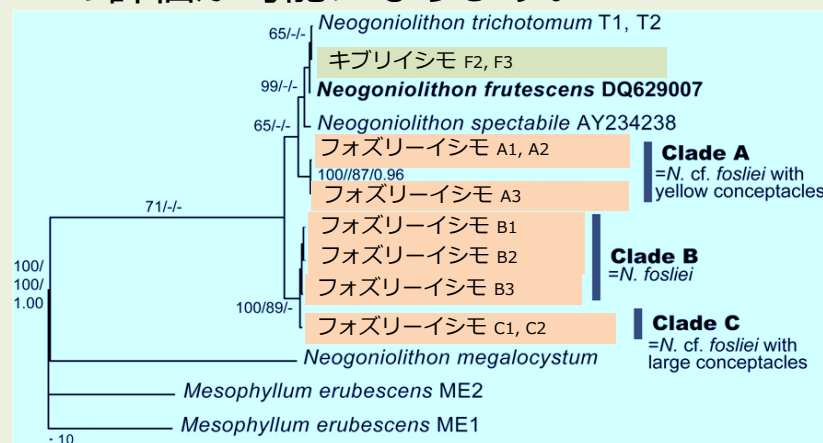 65/-/-
Neogoniolithon trichotomum T1, T2
キブリイシモ F2, F3
99/-/-
Neogoniolithon frutescens DQ629007
65/-/-
Neogoniolithon spectabile AY234238
フォズリーイシモ A1, A2
100//87/0.96
フォズリーイシモ A3
Clade A
=N. cf. fosliei with
yellow conceptacles
71/-/-
フォズリーイシモ B1
フォズリーイシモ B2
フォズリーイシモ B3
Clade B
=N. fosliei
100/
100/
1.00
100/89/-
フォズリーイシモ C1, C2
Clade C
=N. cf. fosliei with
large conceptacles
Neogoniolithon megalocystum
Mesophyllum erubescens ME2
Mesophyllum erubescens ME1
10